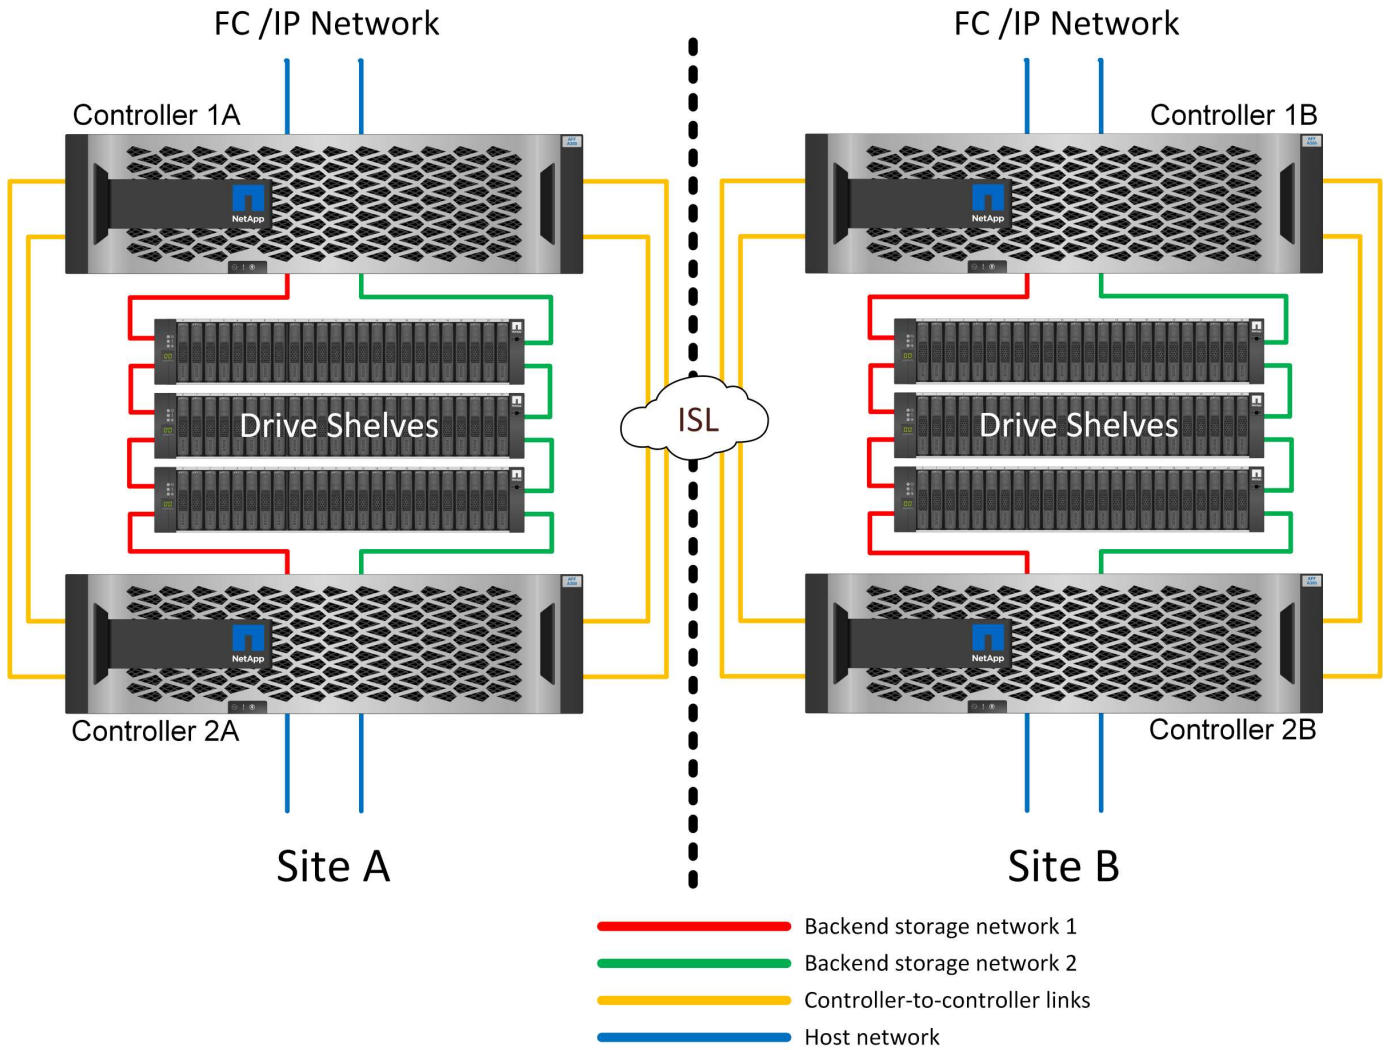 FC /IP Network
FC /IP Network
Controller 1A
Controller 1B
AFF
NetApp
NetApp
Drive Shelves
ISL
Drive Shelves
AFF
NetApp
NetApp
Controller 2A
Controller 2B
Site A
Site B
Backend storage network 1
Backend storage network 2
Controller-to-controller links
Host network